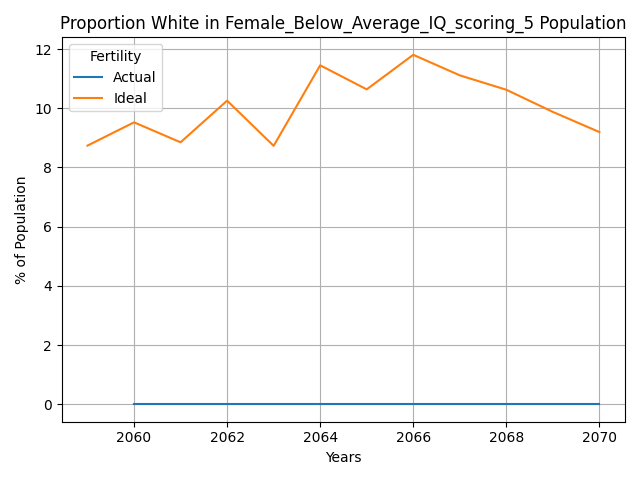 Proportion White in Female_Below_Average_IQ_scoring_5 Population
Fertility
Actual
Ideal
% of Population
12
10
8
6
4
2
0
2060 2062 2064 2066 2068 2070
Years